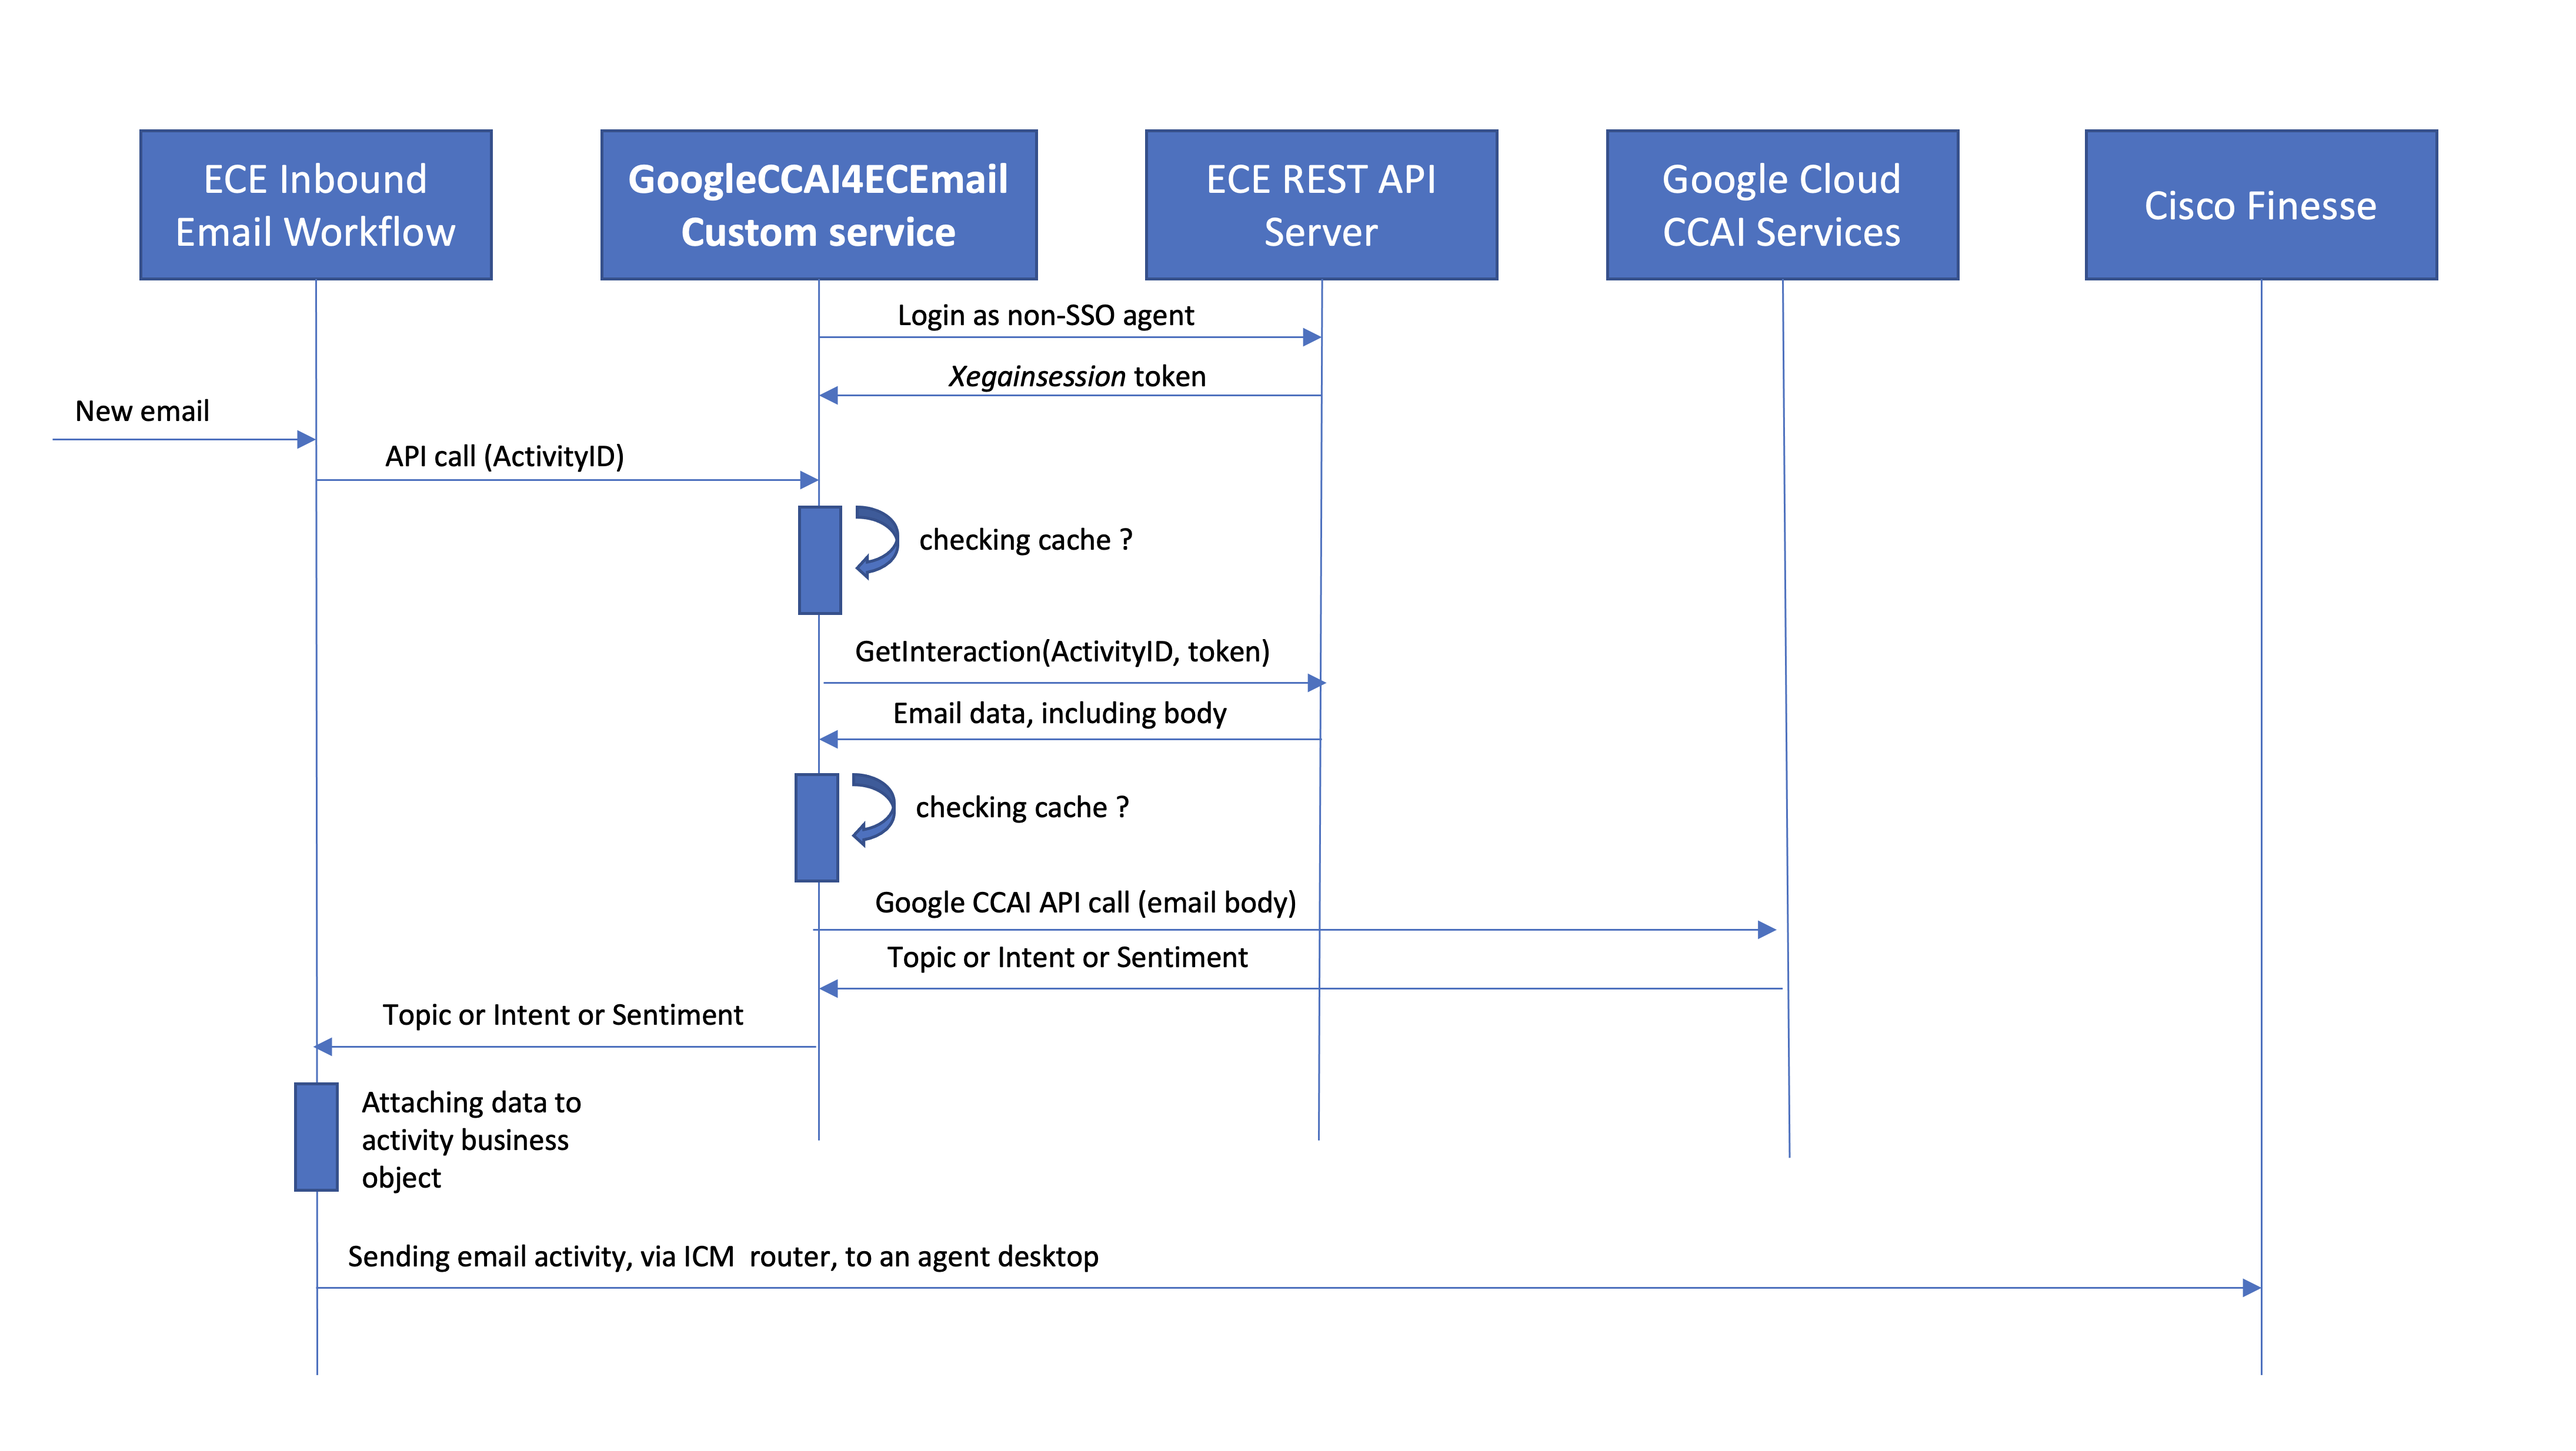 ECE Inbound
Email Workflow
GoogleCCAI4ECEmail
Custom service
ECE REST API
Server
Google Cloud
CCAI Services
Cisco Finesse
Login as non-SSO agent
Xegainsession token
New email
API call (ActivityID)
checking cache ?
GetInteraction(ActivityID, token)
Email data, including body
checking cache ?
Google CCAI API call (email body)
Topic or Intent or Sentiment
Topic or Intent or Sentiment
Attaching data to
activity business
object
Sending email activity, via ICM  router, to an agent desktop